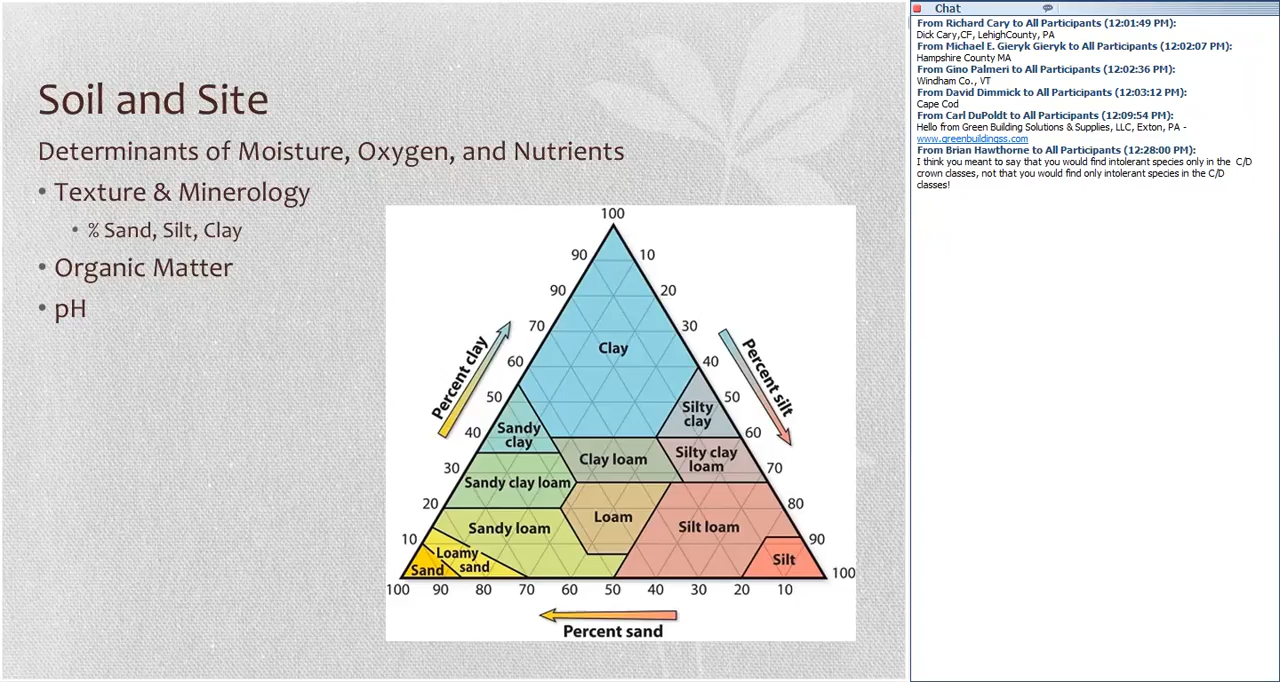 Soil and Site
Determinants of Moisture, Oxygen, and Nutrients
• Texture & Minerology
• % Sand, Silt, Clay
• Organic Matter
• pH
100
90
10
90
20
70
30
60
40
50
50
40
60
30
70
20
80
10
90
100
Percent clay
Percent silt
Clay
Silty
clay
Sandy
clay
Clay loam
Silty clay
loam
Sandy clay loam
Loam
Sandy loam
Silt loam
Loamy
sand
Sand
Silt
100 90 80 70 60 50 40 30 20 10
Percent sand
Chat
From Richard Cary to All Participants (12:01:49 PM):
Dick Cary,CF, LehighCounty, PA
From Michael E. Gieryk Gieryk to All Participants (12:02:07 PM):
Hampshire County MA
From Gino Palmeri to All Participants (12:02:36 PM):
Windham Co., VT
From David Dimmick to All Participants (12:03:12 PM):
Cape Cod
From Carl DuPoldt to All Participants (12:09:54 PM):
Hello from Green Building Solutions & Supplies, LLC, Exton, PA -
www.greenbuildingss.com
From Brian Hawthorne to All Participants (12:28:00 PM):
I think you meant to say that you would find intolerant species only in the C/D
crown classes, not that you would find only intolerant species in the C/D
classes!